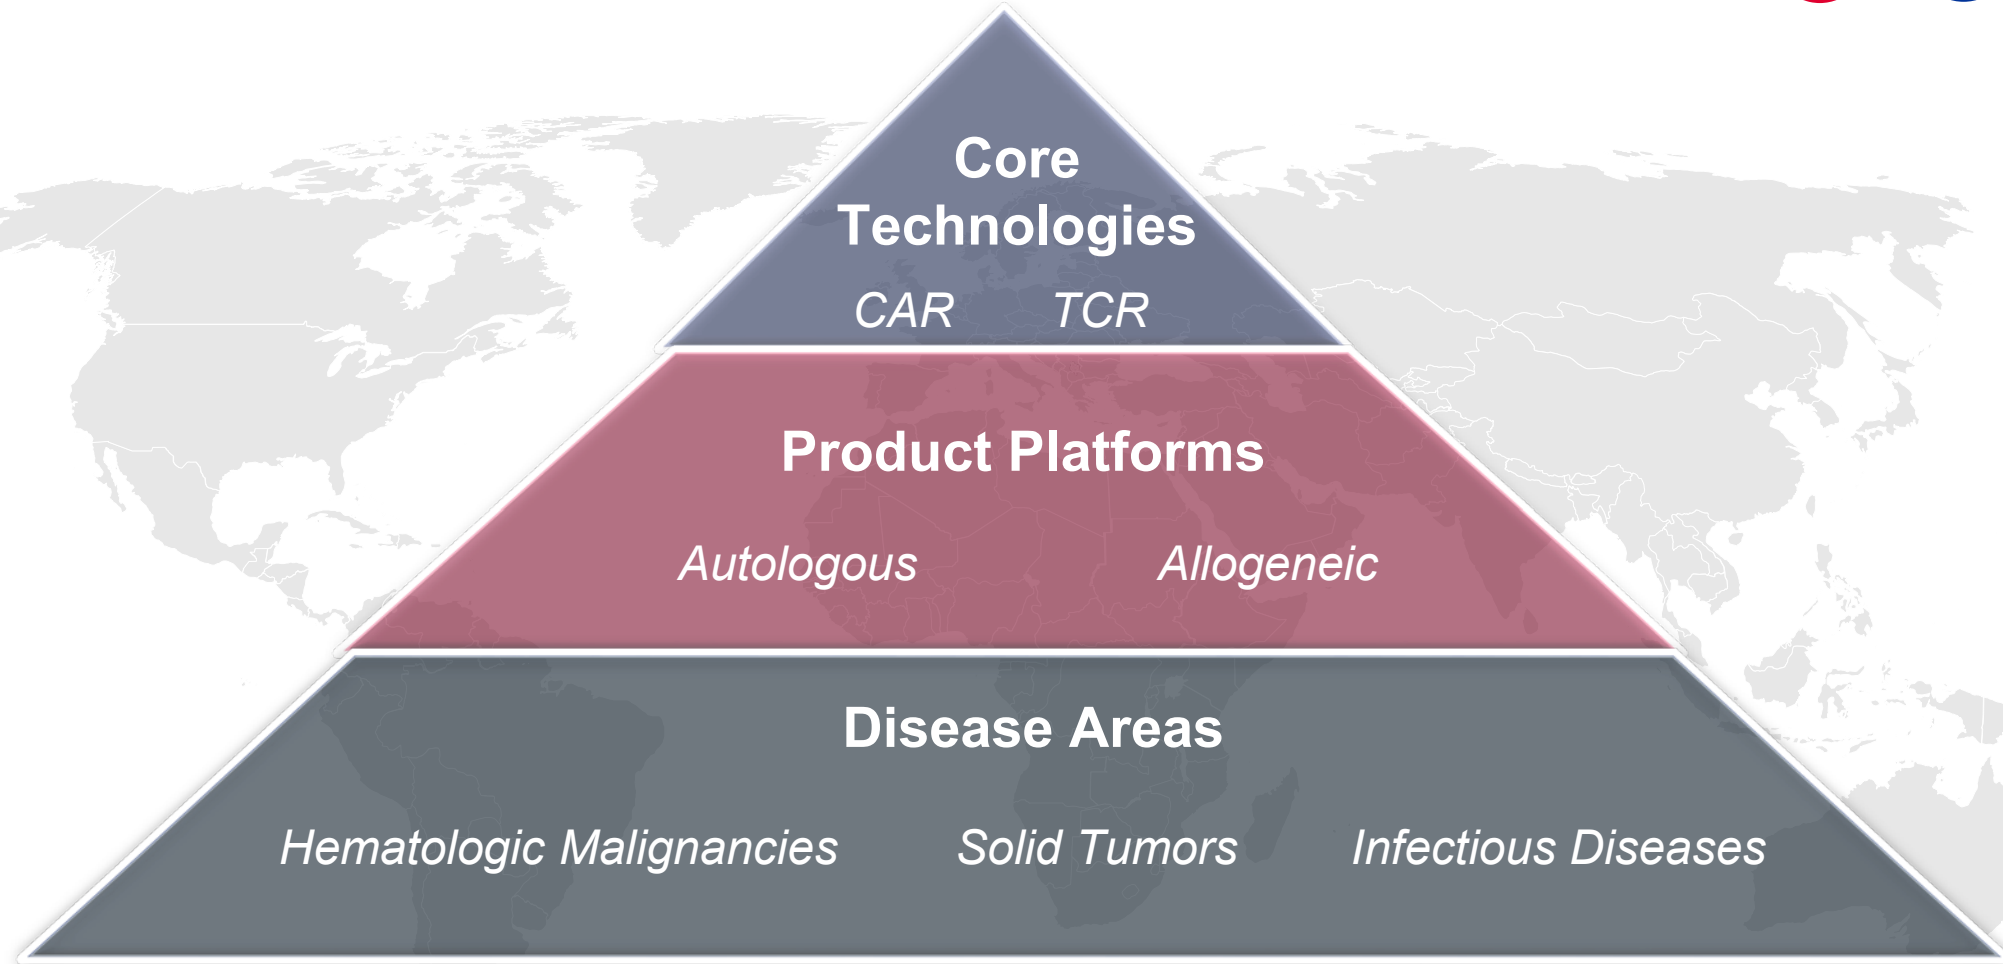 Core
Technologies
CAR TCR
Product Platforms
Autologous Allogeneic
Disease Areas
Hematologic Malignancies Solid Tumors Infectious Diseases